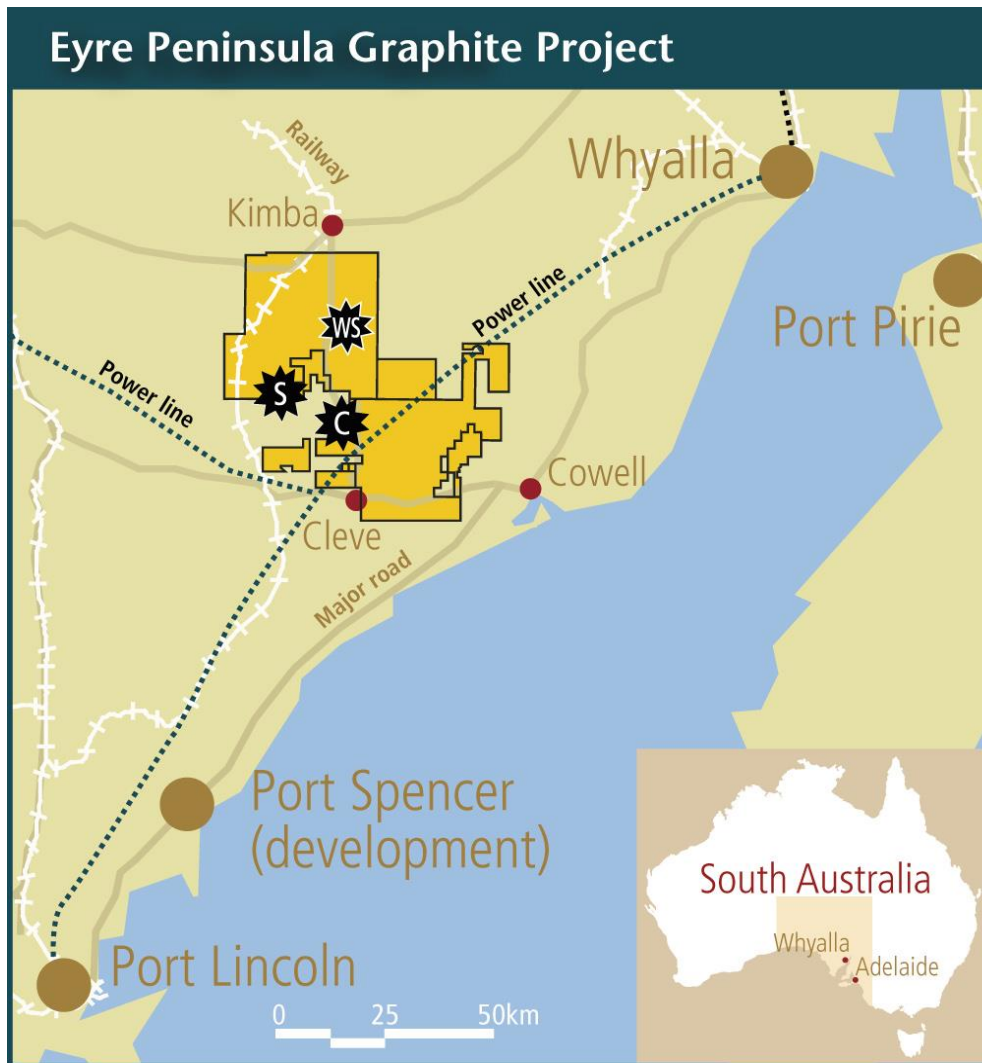 Eyre Peninsula Graphite Project
Railway
Whyalla
Kimba
Power line
Port Pirie
WS
Power line
S
C
Cowell
Cleve
Major road
Port Spencer
(development)
South Australia
Whyalla
Adelaide
Port Lincoln
0 25 50km